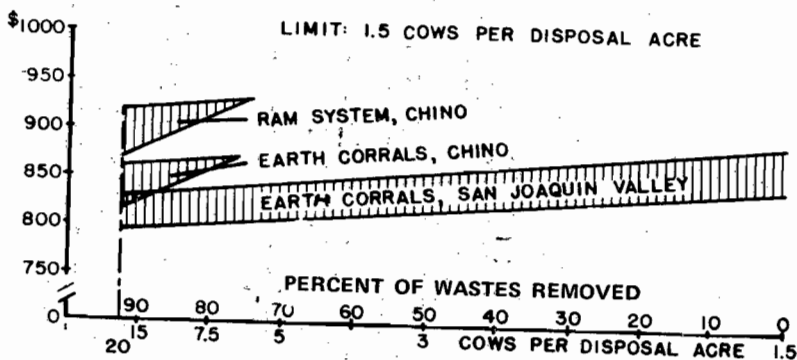 $1000
LIMIT: 1.5 COWS PER DISPOSAL ACRE
950
900
RAM SYSTEM, CHINO
850
EARTH CORRALS, CHINO
EARTH CORRALS, SAN JOAQUIN VALLEY
800
750
PERCENT OF WASTES REMOVED
0 90 80 70 60 50 40 30 20 10 0
20 15 7.5 5 3 COWS PER DISPOSAL ACRE 1.5